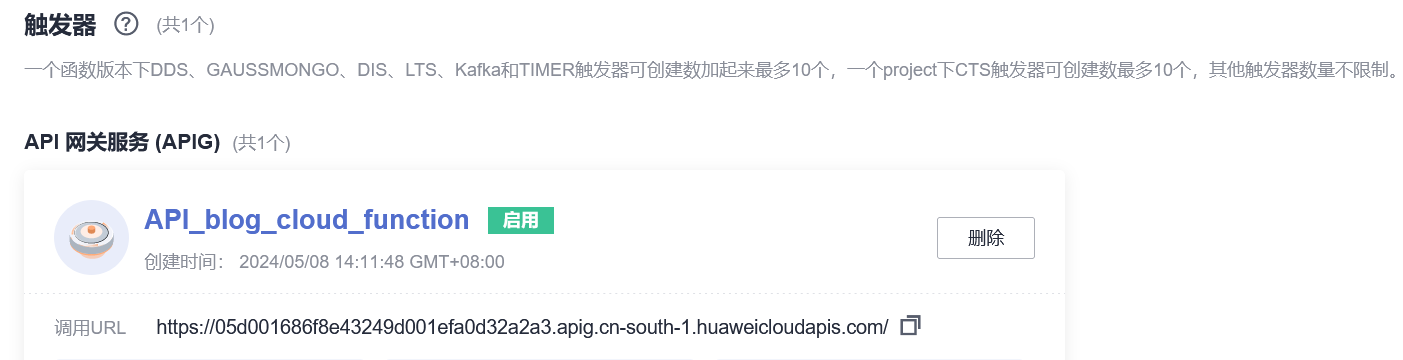 触发器 (共1个)
一个函数版本下DDS、GAUSSMONGO、DIS、LTS、Kafka和TIMER触发器可创建数加起来最多10个，一个project下CTS触发器可创建数最多10个，其他触发器数量不限制。
API 网关服务 (APIG) (共1个)
API_blog_cloud_function 启用
删除
创建时间： 2024/05/08 14:11:48 GMT+08:00
调用URL https://05d001686f8e43249d001efa0d32a2a3.apig.cn-south-1.huaweicloudapis.com/